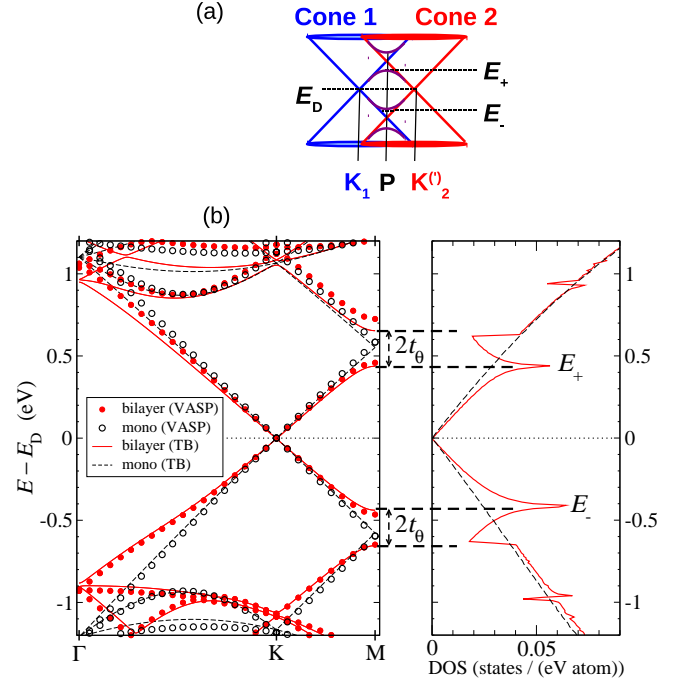 (a)
Cone 1 Cone 2
E+
ED
E-
K1 P K(')2
(b)
1
0.5
0
-0.5
-1
E − ED (eV)
bilayer (VASP)
mono (VASP)
bilayer (TB)
mono (TB)
2tθ
2tθ
Γ K M
E+
E-
1
0.5
0
-0.5
-1
0 0.05
DOS (states / (eV atom))